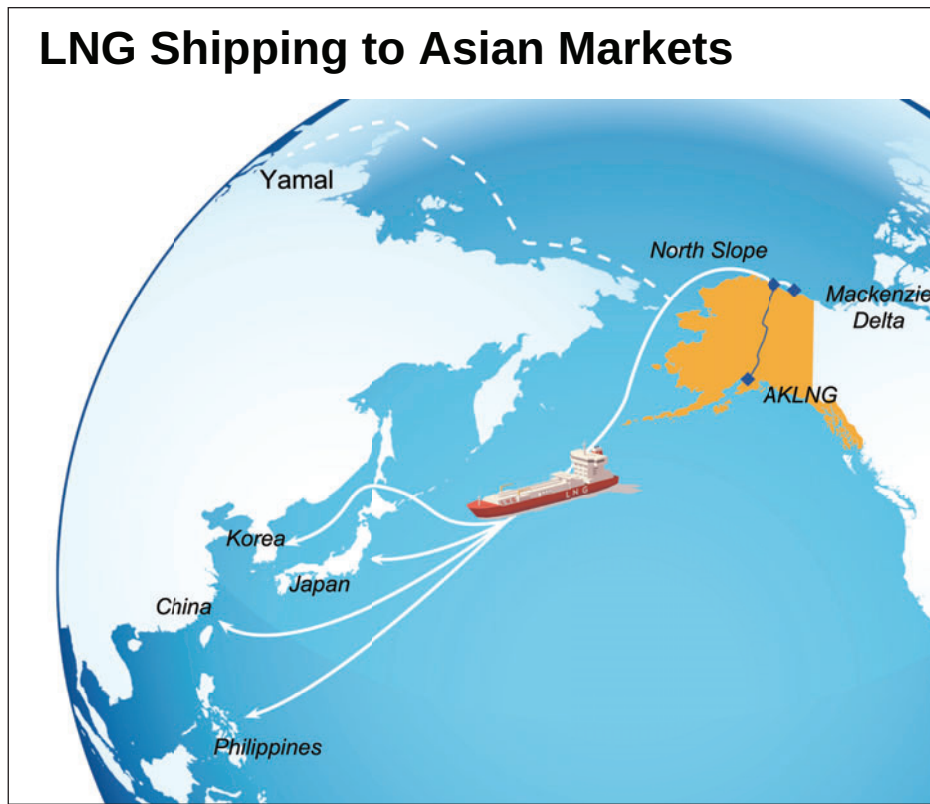 LNG Shipping to Asian Markets
Yamal
North Slope
Mackenzie
Delta
AKLNG
LNG
Korea
Japan
China
Philippines